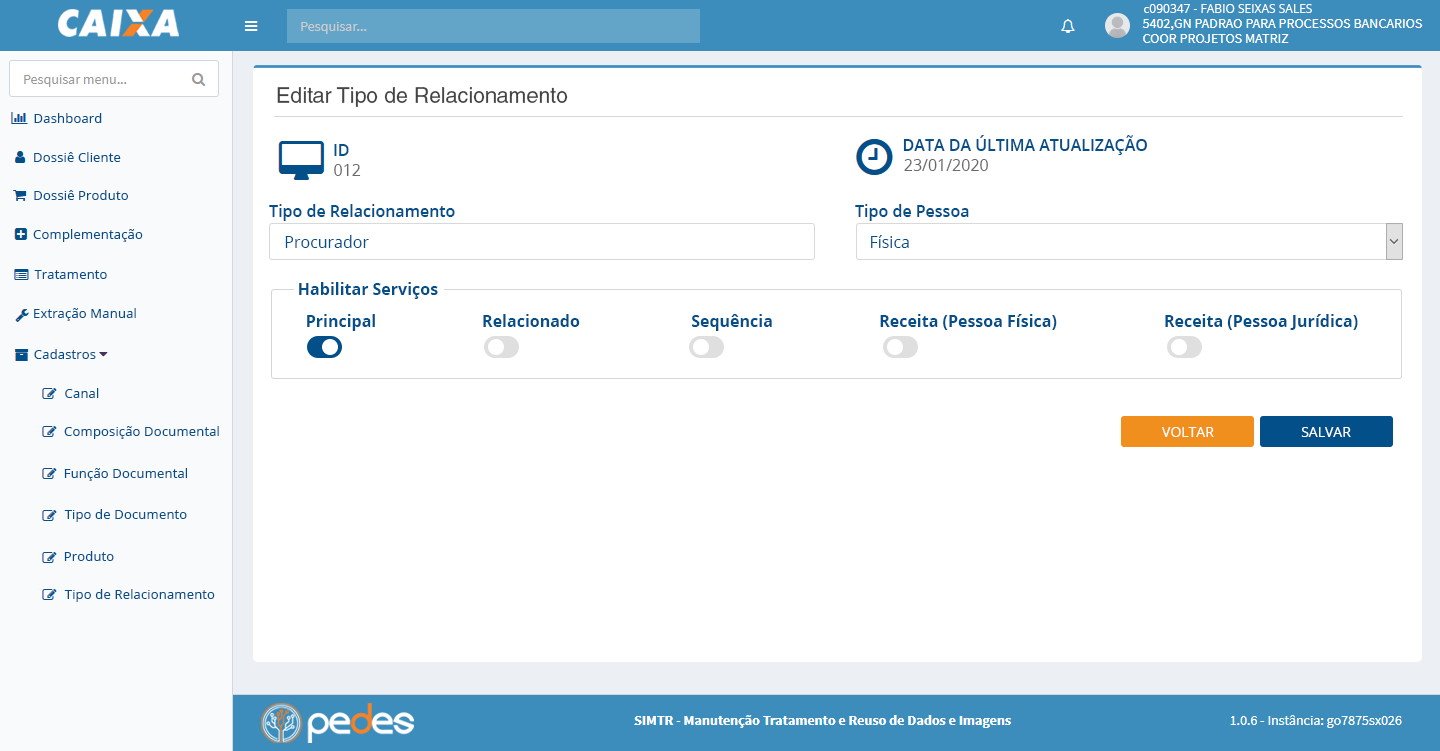 CAIXA
Pesquisar...
c090347 - FABIO SEIXAS SALES
5402,GN PADRAO PARA PROCESSOS BANCARIOS
COOR PROJETOS MATRIZ
Pesquisar menu...
Dashboard
Dossiê Cliente
Dossiê Produto
Complementação
Tratamento
Extração Manual
Cadastros
Canal
Composição Documental
Função Documental
Tipo de Documento
Produto
Tipo de Relacionamento
Editar Tipo de Relacionamento
ID
012
DATA DA ÚLTIMA ATUALIZAÇÃO
23/01/2020
Tipo de Relacionamento
Procurador
Tipo de Pessoa
Física
Habilitar Serviços
Principal Relacionado Sequência Receita (Pessoa Física) Receita (Pessoa Jurídica)
VOLTAR SALVAR
pedes
SIMTR - Manutenção Tratamento e Reuso de Dados e Imagens
1.0.6 - Instância: go7875sx026